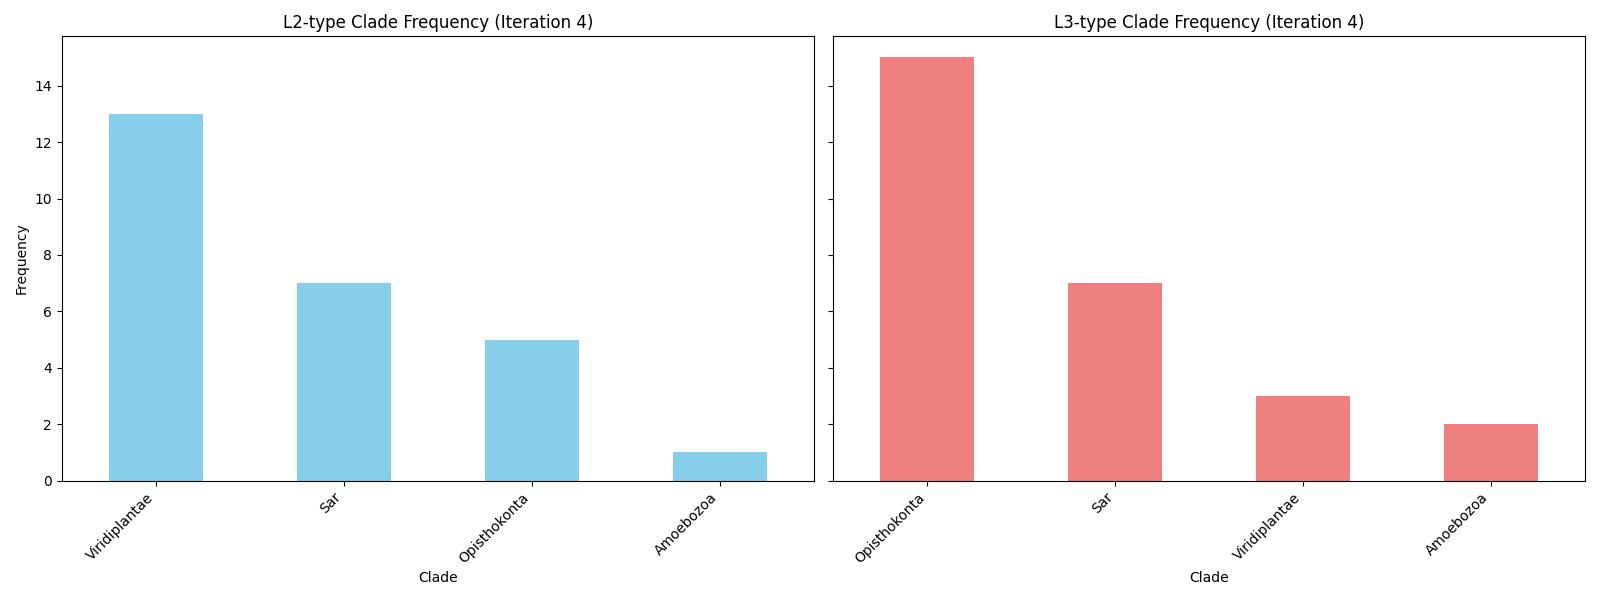 L2-type Clade Frequency (Iteration 4)
L3-type Clade Frequency (Iteration 4)
Frequency
14
12
10
8
6
4
2
0
Viridiplantae
Sar
Opisthokonta
Amoebozoa
Clade
Opisthokonta
Sar
Viridiplantae
Amoebozoa
Clade